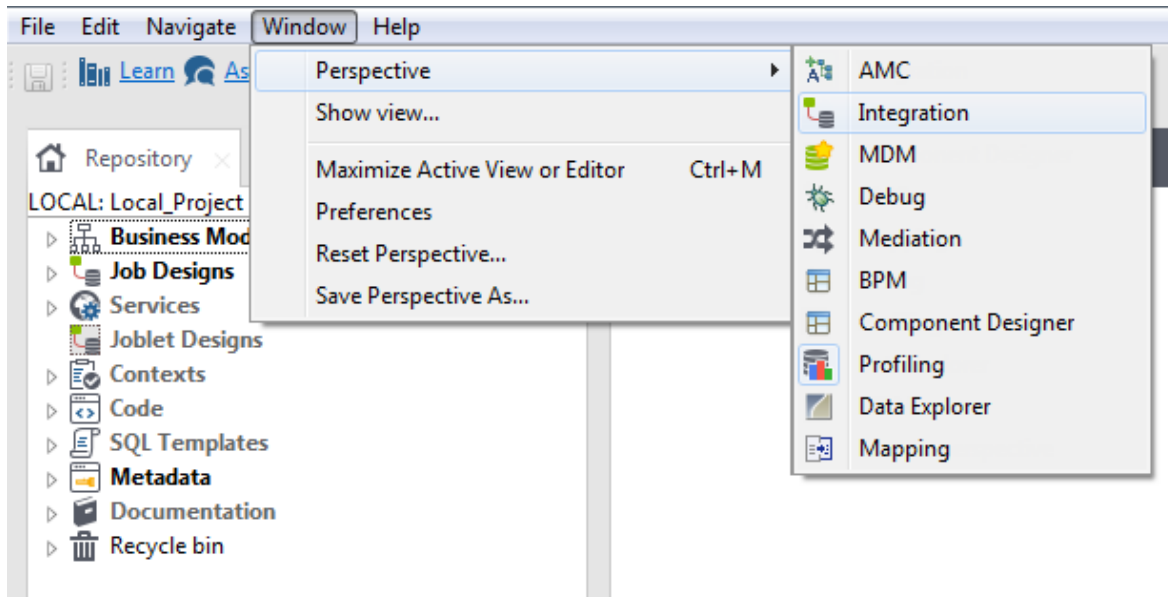 File Edit Navigate Window Help
Learn As
Perspective
Show view...
Maximize Active View or Editor Ctrl+M
Preferences
Reset Perspective...
Save Perspective As...
AMC
Integration
MDM
Debug
Mediation
BPM
Component Designer
Profiling
Data Explorer
Mapping
Repository
LOCAL: Local_Project
Business Mod
Job Designs
Services
Joblet Designs
Contexts
Code
SQL Templates
Metadata
Documentation
Recycle bin